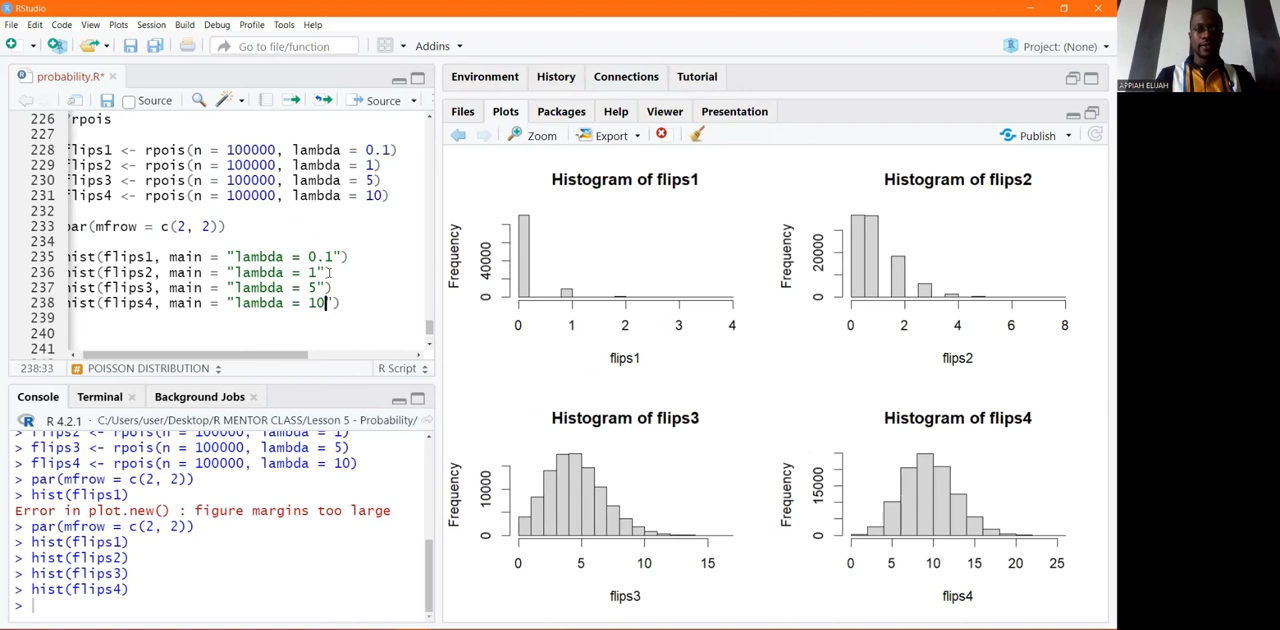 RStudio
File Edit Code View Plots Session Build Debug Profile Tools Help
Go to file/function Addins Project: (None)
probability.R*
Source Source
226 ?rpois
227
228 flips1 <- rpois(n = 100000, lambda = 0.1)
229 flips2 <- rpois(n = 100000, lambda = 1)
230 flips3 <- rpois(n = 100000, lambda = 5)
231 flips4 <- rpois(n = 100000, lambda = 10)
232
233 par(mfrow = c(2, 2))
234
235 hist(flips1, main = "lambda = 0.1")
236 hist(flips2, main = "lambda = 1")
237 hist(flips3, main = "lambda = 5")
238 hist(flips4, main = "lambda = 10")
239
240
241
238:33 # POISSON DISTRIBUTION R Script
Console Terminal Background Jobs
R 4.2.1 · C:/Users/user/Desktop/R MENTOR CLASS/Lesson 5 - Probability/
> flips2 <- rpois(n = 100000, lambda = 1)
> flips3 <- rpois(n = 100000, lambda = 5)
> flips4 <- rpois(n = 100000, lambda = 10)
> par(mfrow = c(2, 2))
> hist(flips1)
Error in plot.new() : figure margins too large
> par(mfrow = c(2, 2))
> hist(flips1)
> hist(flips2)
> hist(flips3)
> hist(flips4)
>
Environment History Connections Tutorial
Files Plots Packages Help Viewer Presentation
Zoom Export Publish
Histogram of flips1
Frequency
40000
0
0 1 2 3 4
flips1
Histogram of flips2
Frequency
20000
0
0 2 4 6 8
flips2
Histogram of flips3
Frequency
10000
0
0 5 10 15
flips3
Histogram of flips4
Frequency
15000
0
0 5 10 15 20 25
flips4
APPIAH ELIJAH